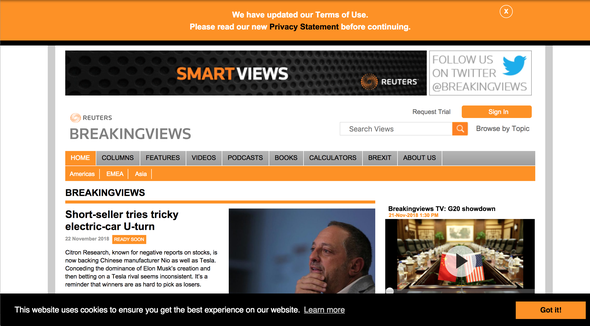 We have updated our Terms of Use.
Please read our new Privacy Statement before continuing.
X
SMARTVIEWS
REUTERS
FOLLOW US
ON TWITTER
@BREAKINGVIEWS
REUTERS
BREAKINGVIEWS
Request Trial
Sign In
Search Views
Browse by Topic
HOME COLUMNS FEATURES VIDEOS PODCASTS BOOKS CALCULATORS BREXIT ABOUT US
Americas EMEA Asia
BREAKINGVIEWS
Short-seller tries tricky
electric-car U-turn
22 November 2018 READY SOON
Citron Research, known for negative reports on stocks, is
now backing Chinese manufacturer Nio as well as Tesla.
Conceding the dominance of Elon Musk's creation and
then betting on a Tesla rival seems inconsistent. It's a
reminder that winners are as hard to pick as losers.
Breakingviews TV: G20 showdown
21-Nov-2018 1:35 PM
This website uses cookies to ensure you get the best experience on our website. Learn more
Got it!